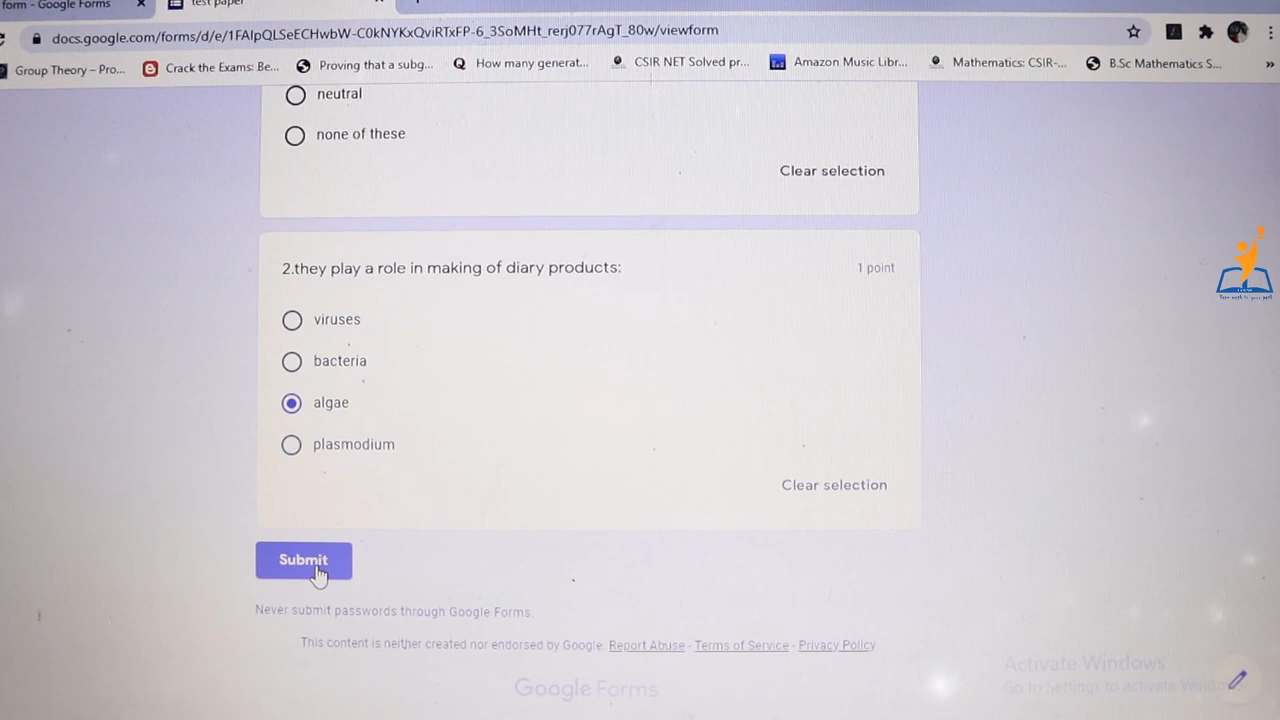 form - Google Forms
test paper
docs.google.com/forms/d/e/1FAIpQLSeECHwbW-C0kNYKxQviRTxFP-6_3SoMHt_rerj077rAgT_80w/viewform
Group Theory – Pro...
Crack the Exams: Be...
Proving that a subg...
How many generat...
CSIR NET Solved pr...
Amazon Music Libr...
Mathematics: CSIR-...
B.Sc Mathematics S...
neutral
none of these
Clear selection
2.they play a role in making of diary products:
1 point
viruses
bacteria
algae
plasmodium
Clear selection
Submit
Never submit passwords through Google Forms.
This content is neither created nor endorsed by Google. Report Abuse - Terms of Service - Privacy Policy
Google Forms
Activate Windows
Go to Settings to activate